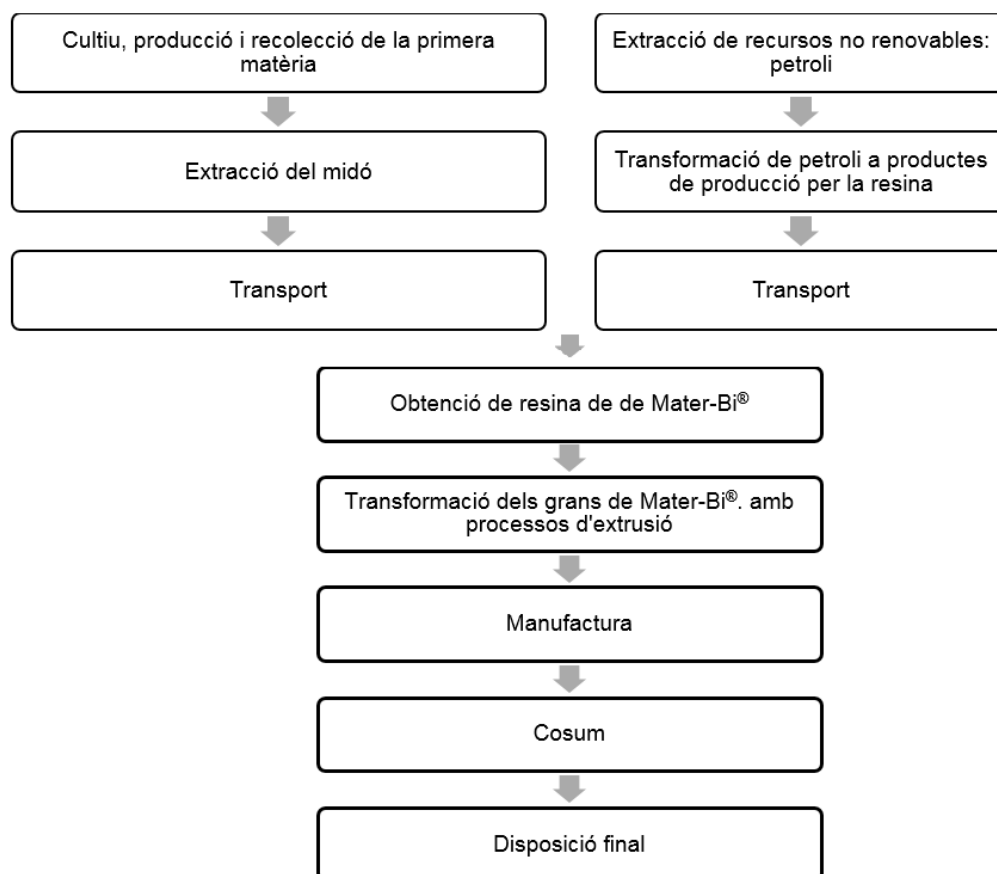 Cultiu, producció i recolecció de la primera
matèria
Extracció del midó
Transport
Extracció de recursos no renovables:
petroli
Transformació de petroli a productes
de producció per la resina
Transport
Obtenció de resina de de Mater-Bi®
Transformació dels grans de Mater-Bi®. amb
processos d'extrusió
Manufactura
Cosum
Disposició final